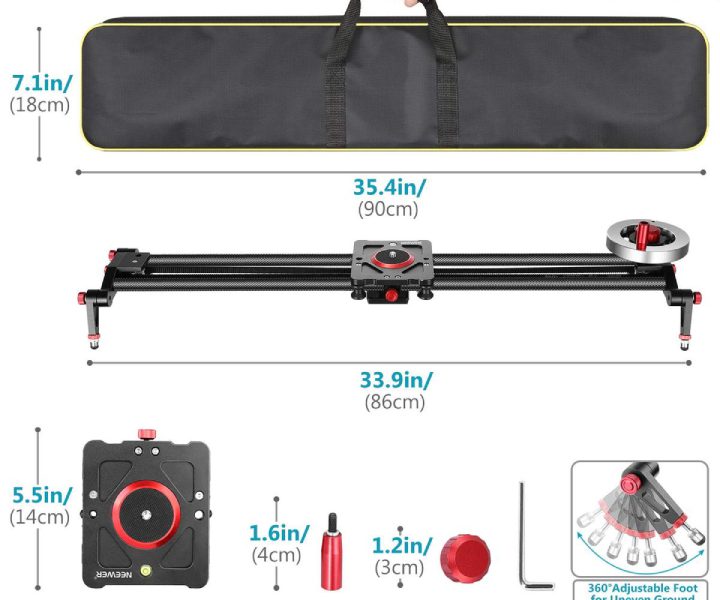 7.1in/
(18cm)
35.4in/
(90cm)
NEEWER
33.9in/
(86cm)
5.5in/
(14cm)
NEEWER®
1.6in/
(4cm)
1.2in/
(3cm)
360°Adjustable Foot
for Uneven Ground